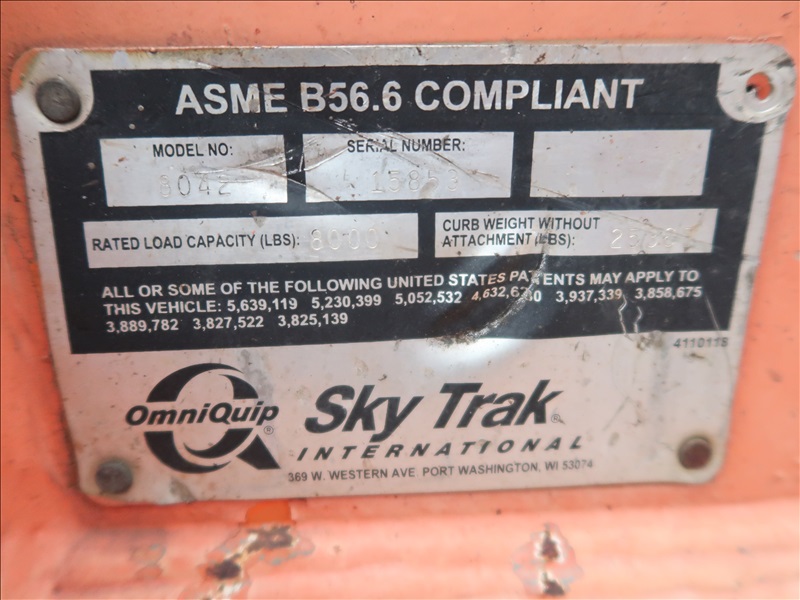 ASME B56.6 COMPLIANT
MODEL NO: SERIAL NUMBER:
8042
RATED LOAD CAPACITY (LBS): 8000 CURB WEIGHT WITHOUT
ATTACHMENT (LBS):
ALL OR SOME OF THE FOLLOWING UNITED STATES PATENTS MAY APPLY TO
THIS VEHICLE: 5,639,119 5,230,399 5,052,532 3,937,339 3,858,675
3,889,782 3,827,522 3,825,139
4110118
OmniQuip® Sky Trak®
INTERNATIONAL
369 W. WESTERN AVE. PORT WASHINGTON, WI 53074